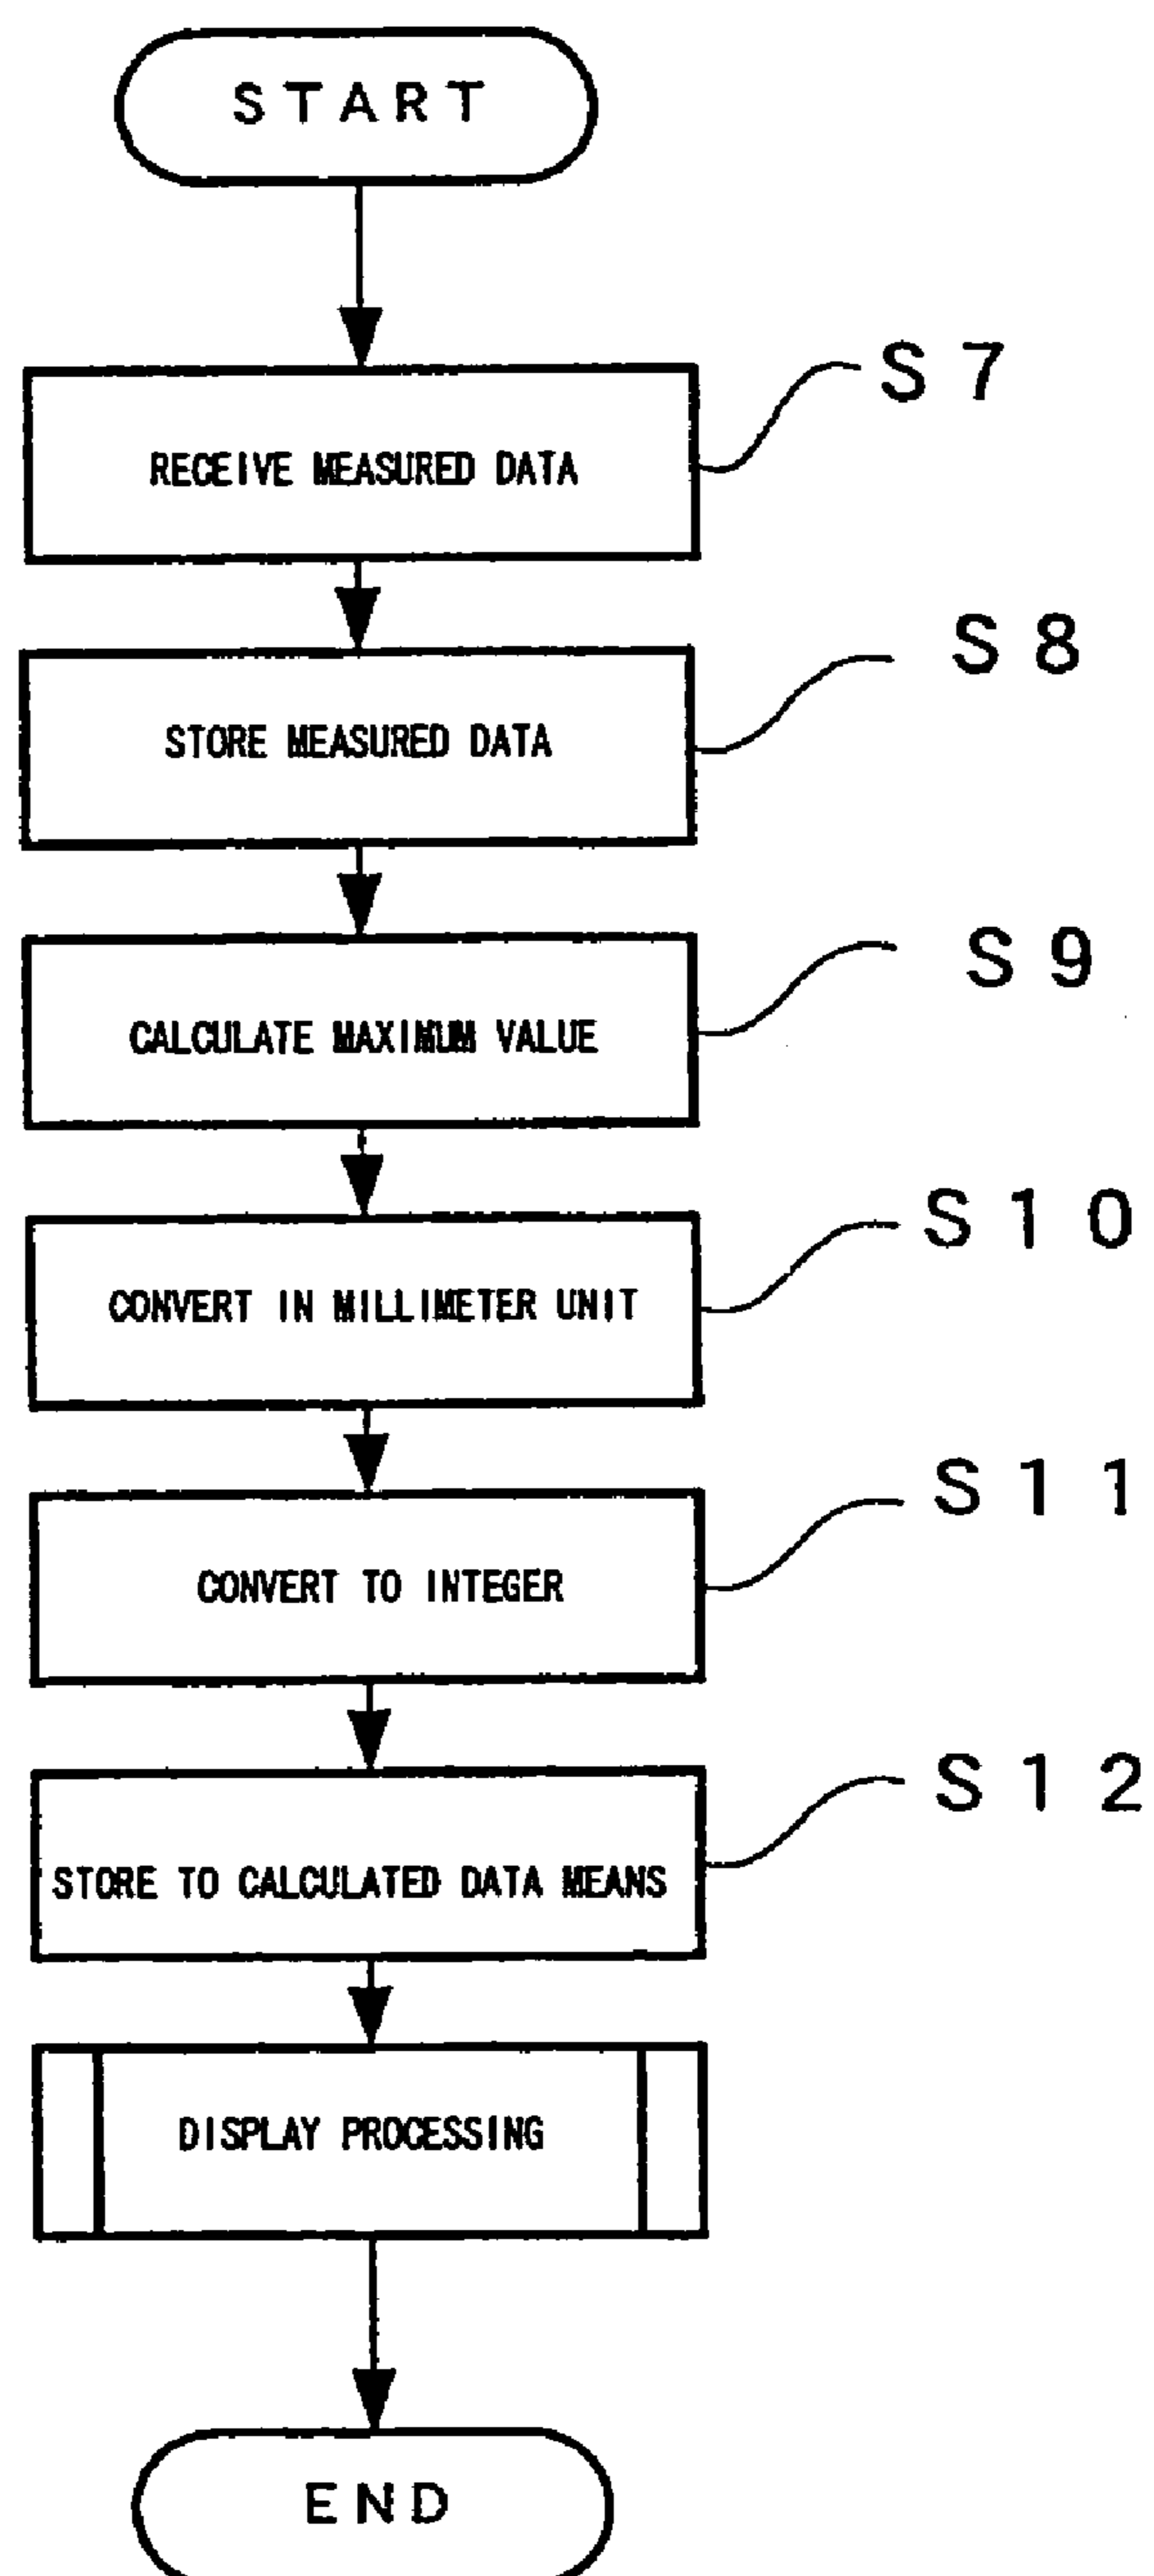 START
S7
RECEIVE MEASURED DATA
S8
STORE MEASURED DATA
S9
CALCULATE MAXIMUM VALUE
S10
CONVERT IN MILLIMETER UNIT
S11
CONVERT TO INTEGER
S12
STORE TO CALCULATED DATA MEANS
DISPLAY PROCESSING
END